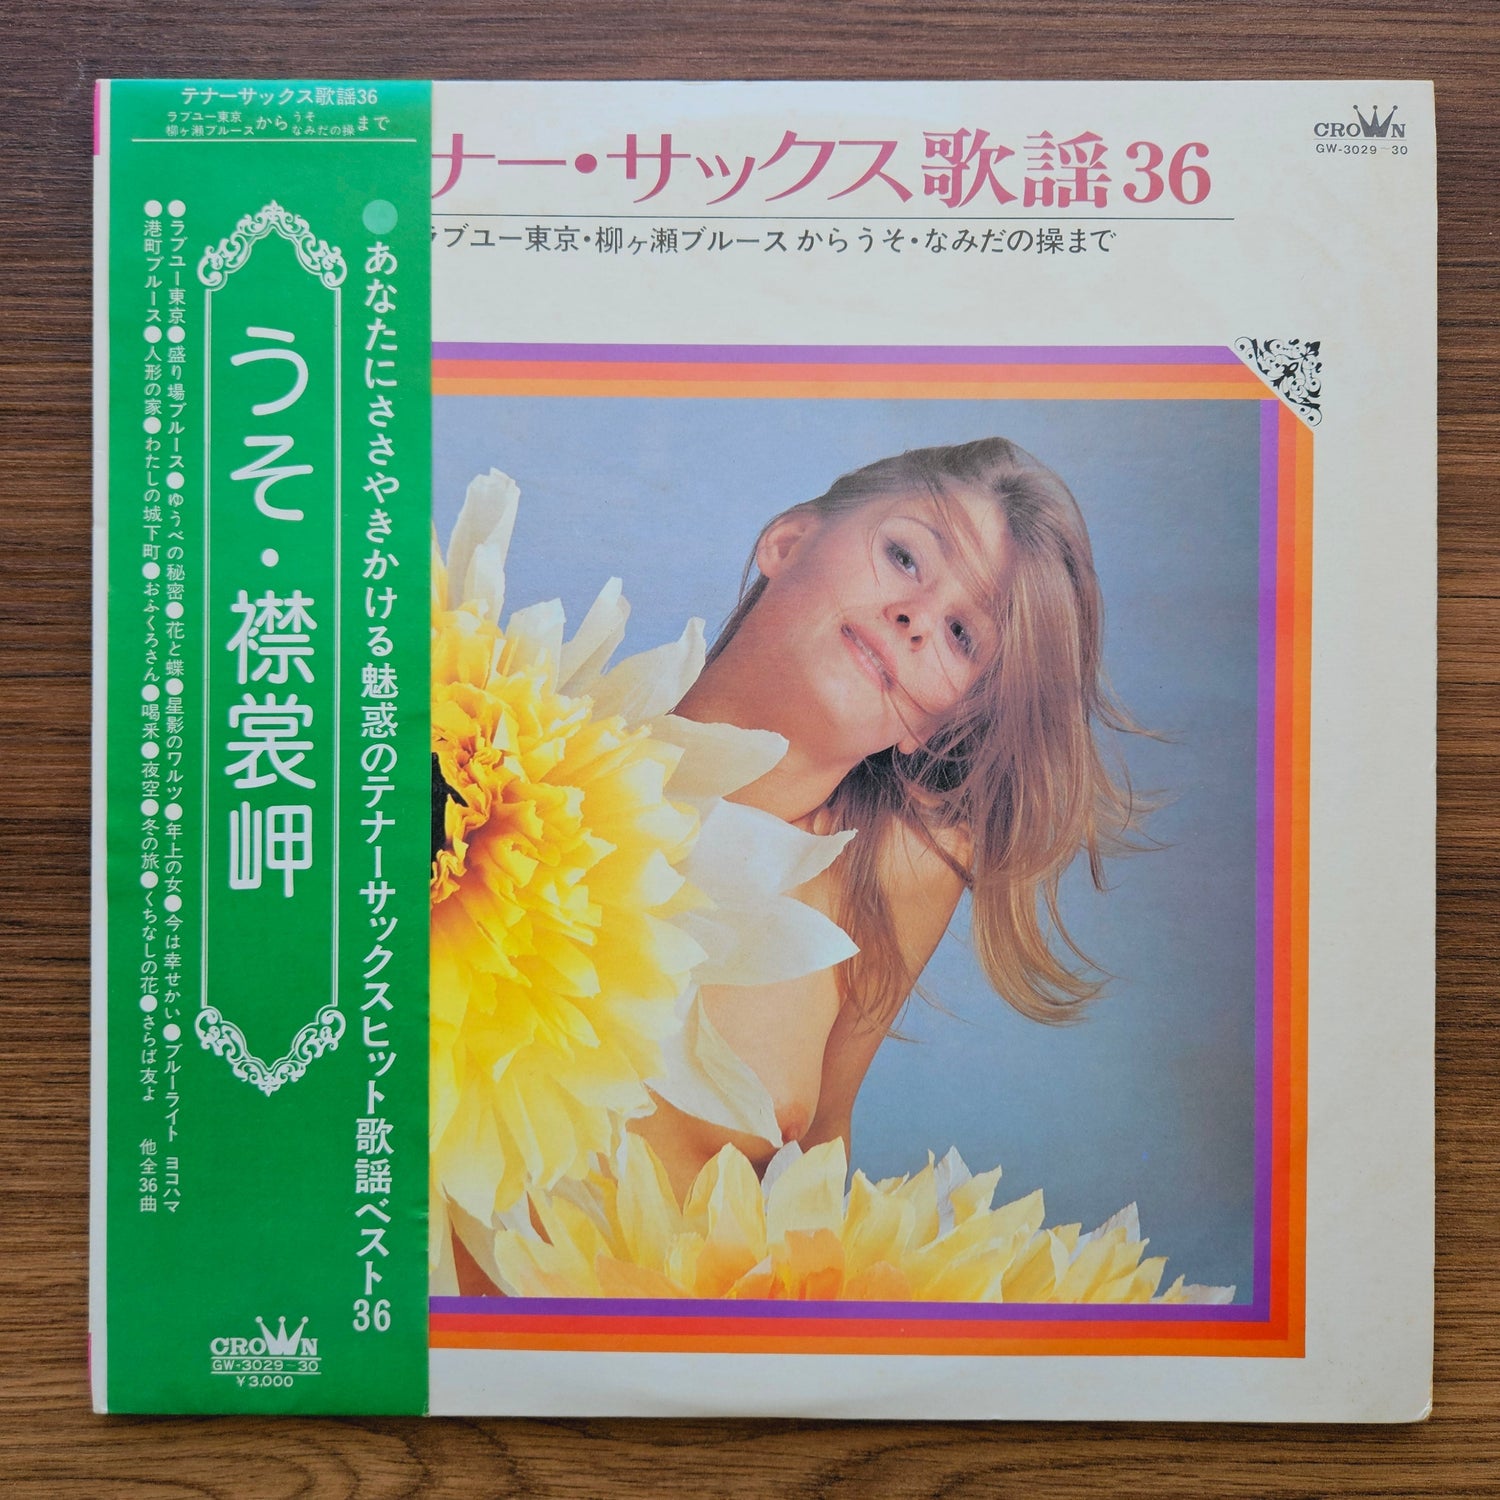 テナーサックス歌謡36
ラブユー東京
柳ヶ瀬ブルース
から
うそ
なみだの操
まで
●あなたにささやきかける魅惑のテナーサックスヒット歌謡ベスト36
うそ・襟裳岬
●ラブユー東京●盛り場ブルース●ゆうべの秘密●花と蝶●星影のワルツ●年上の女●今は幸せかい●ブルーライト ヨコハマ
●港町ブルース●人形の家●わたしの城下町●おふくろさん●喝采●夜空●冬の旅●くちなしの花●さらば友よ 他全36曲
CROWN
GW-3029~30
¥3,000
ナー・サックス歌謡36
ラブユー東京・柳ヶ瀬ブルースからうそ・なみだの操まで
CROWN
GW-3029~30